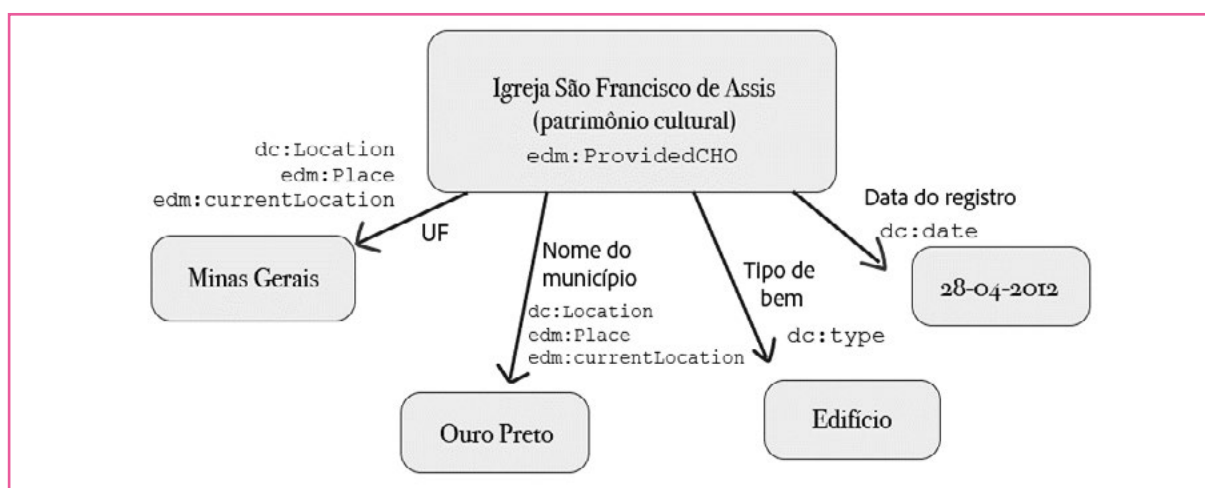 Igreja São Francisco de Assis
(patrimônio cultural)
edm:ProvidedCHO
dc:Location
edm:Place
edm:currentLocation
UF
Minas Gerais
Nome do
município
dc:Location
edm:Place
edm:currentLocation
Ouro Preto
Tipo de
bem
dc:type
Edifício
Data do registro
dc:date
28-04-2012